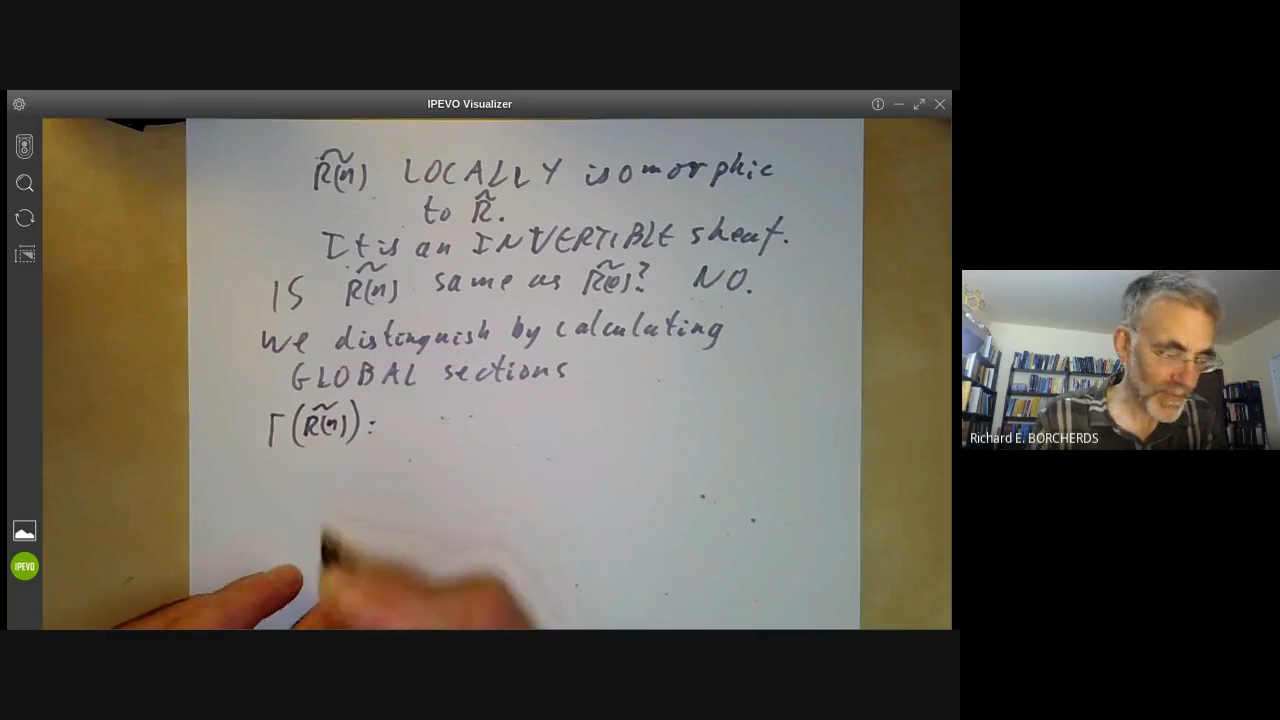 IPEVO Visualizer
R͂(n) LOCALLY isomorphic
to R͂.
It is an INVERTIBLE sheaf.
IS R͂(n) same as R͂(0)? NO.
We distinguish by calculating
GLOBAL sections
Γ(R͂(n)):
IPEVO
Richard E. BORCHERDS